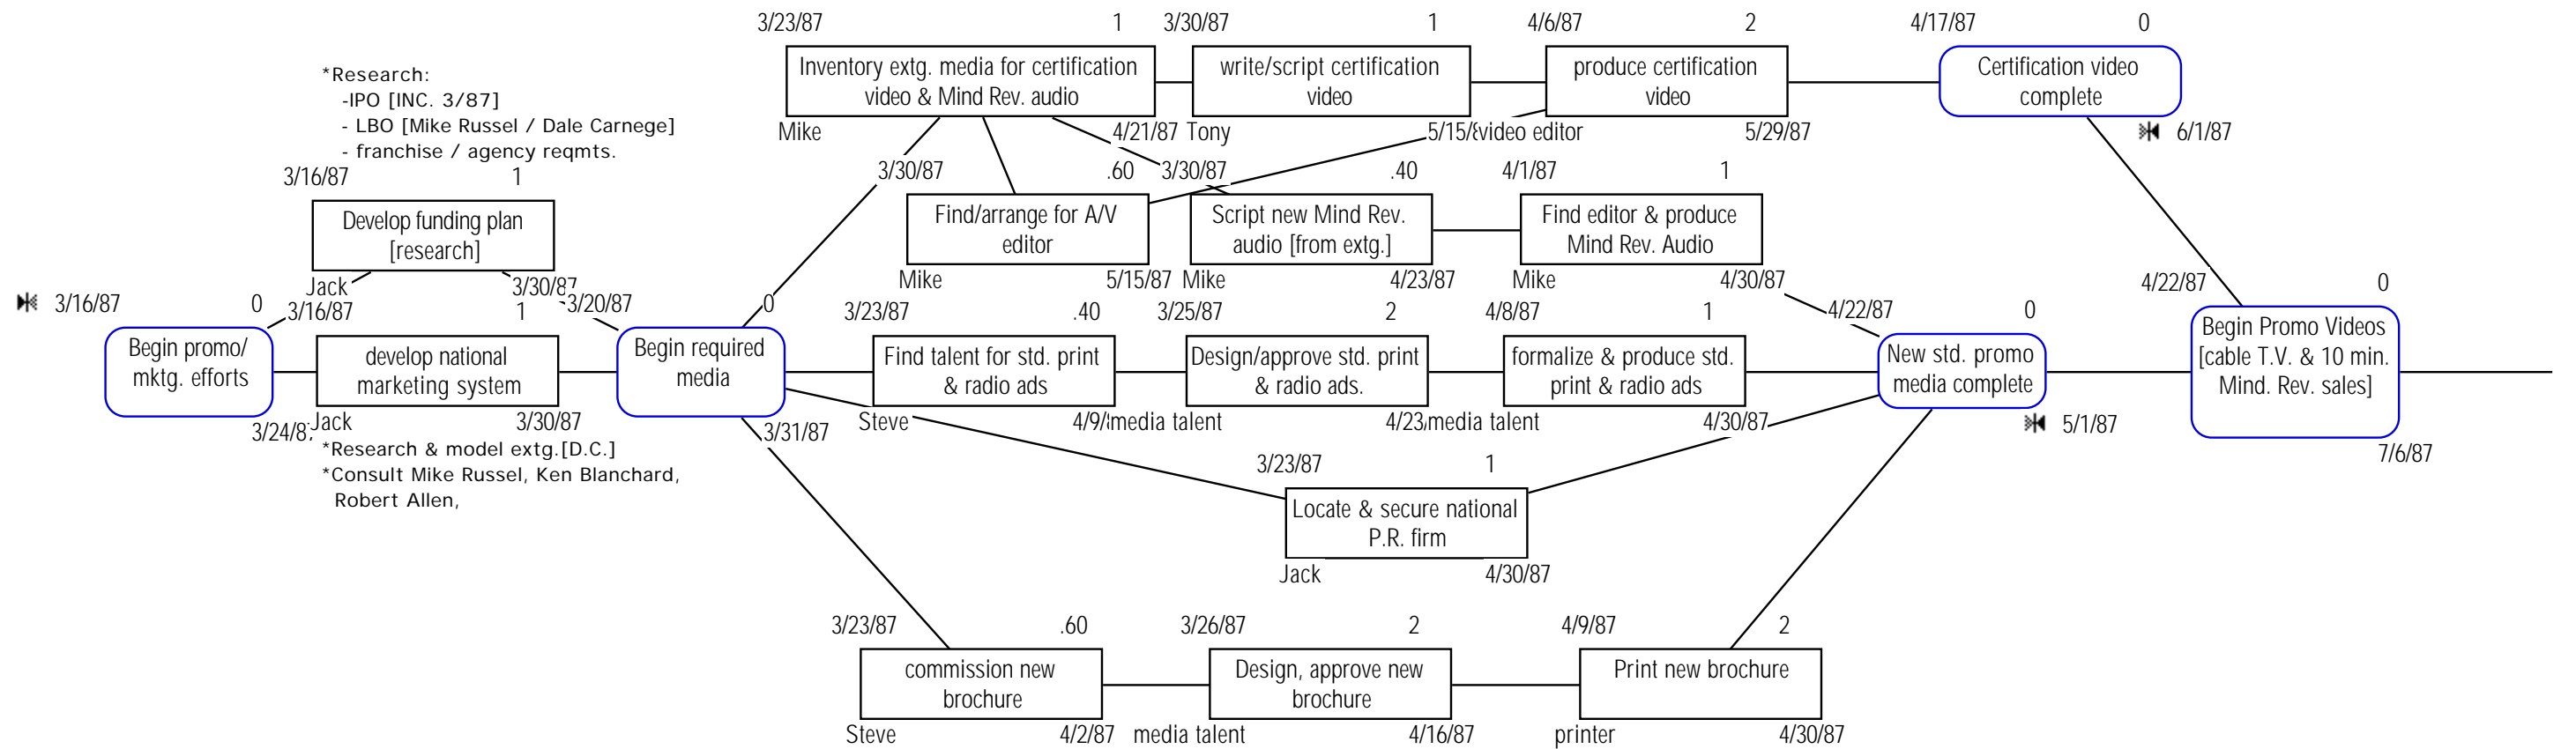 3/23/87 1 3/30/87 1 4/6/87 2 4/17/87 0
Inventory extg. media for certification
video & Mind Rev. audio
write/script certification
video
produce certification
video
Certification video
complete
Mike 4/21/87 Tony 5/15/8 video editor 5/29/87 6/1/87
*Research:
-IPO [INC. 3/87]
- LBO [Mike Russel / Dale Carnege]
- franchise / agency reqmts.
3/16/87 1
Develop funding plan
[research]
Jack 3/30/87
3/30/87 .60 3/30/87 .40 4/1/87 1
Find/arrange for A/V
editor
Script new Mind Rev.
audio [from extg.]
Find editor & produce
Mind Rev. Audio
Mike 5/15/87 Mike 4/23/87 Mike 4/30/87
3/16/87 0
Begin promo/
mktg. efforts
3/24/87
3/16/87 1
develop national
marketing system
Jack 3/30/87
*Research & model extg.[D.C.]
*Consult Mike Russel, Ken Blanchard,
Robert Allen,
3/20/87 0
Begin required
media
3/31/87
3/23/87 .40 3/25/87 2 4/8/87 1
Find talent for std. print
& radio ads
Design/approve std. print
& radio ads.
formalize & produce std.
print & radio ads
Steve 4/9/ media talent 4/23/ media talent 4/30/87
4/22/87 0
New std. promo
media complete
5/1/87
4/22/87 0
Begin Promo Videos
[cable T.V. & 10 min.
Mind. Rev. sales]
7/6/87
3/23/87 1
Locate & secure national
P.R. firm
Jack 4/30/87
3/23/87 .60 3/26/87 2 4/9/87 2
commission new
brochure
Design, approve new
brochure
Print new brochure
Steve 4/2/87 media talent 4/16/87 printer 4/30/87